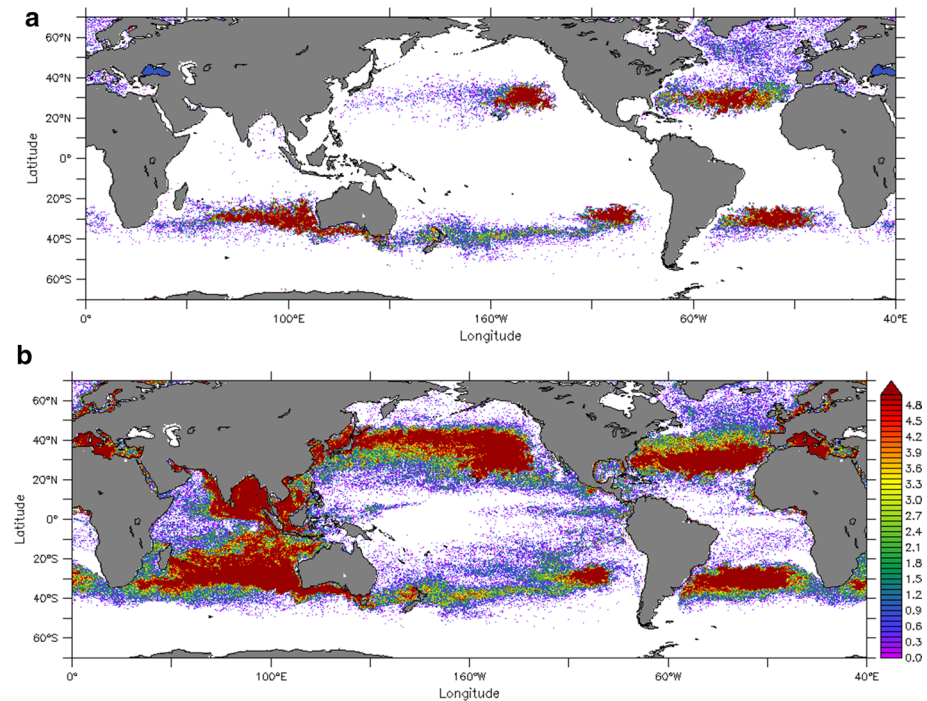 a
60°N
40°N
20°N
0°
20°S
40°S
60°S
Latitude
0°
100°E
160°W
60°W
40°E
Longitude
b
60°N
40°N
20°N
0°
20°S
40°S
60°S
Latitude
0°
100°E
160°W
60°W
40°E
Longitude
4.8
4.5
4.2
3.9
3.6
3.3
3.0
2.7
2.4
2.1
1.8
1.5
1.2
0.9
0.6
0.3
0.0